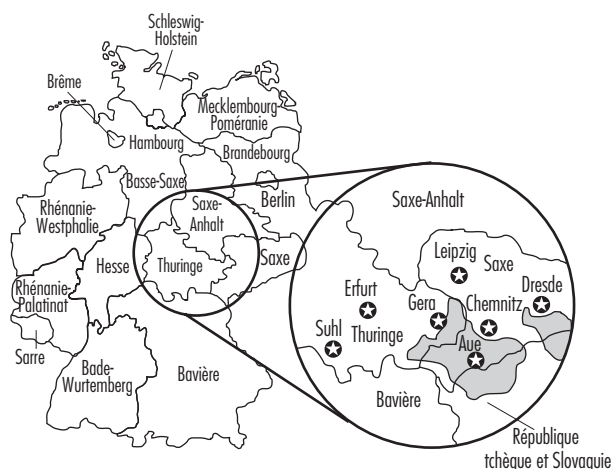 Schleswig-
Holstein
Brême
Mecklembourg-
Poméranie
Hambourg
Brandebourg
Basse-Saxe
Berlin
Saxe-
Anhalt
Rhénanie-
Westphalie
Hesse
Thuringe
Saxe
Rhénanie-
Palatinat
Sarre
Bade-
Wurtemberg
Bavière
Saxe-Anhalt
Leipzig
Saxe
Dresde
Erfurt
Gera
Chemnitz
Suhl
Thuringe
Aue
Bavière
République
tchèque et Slovaquie